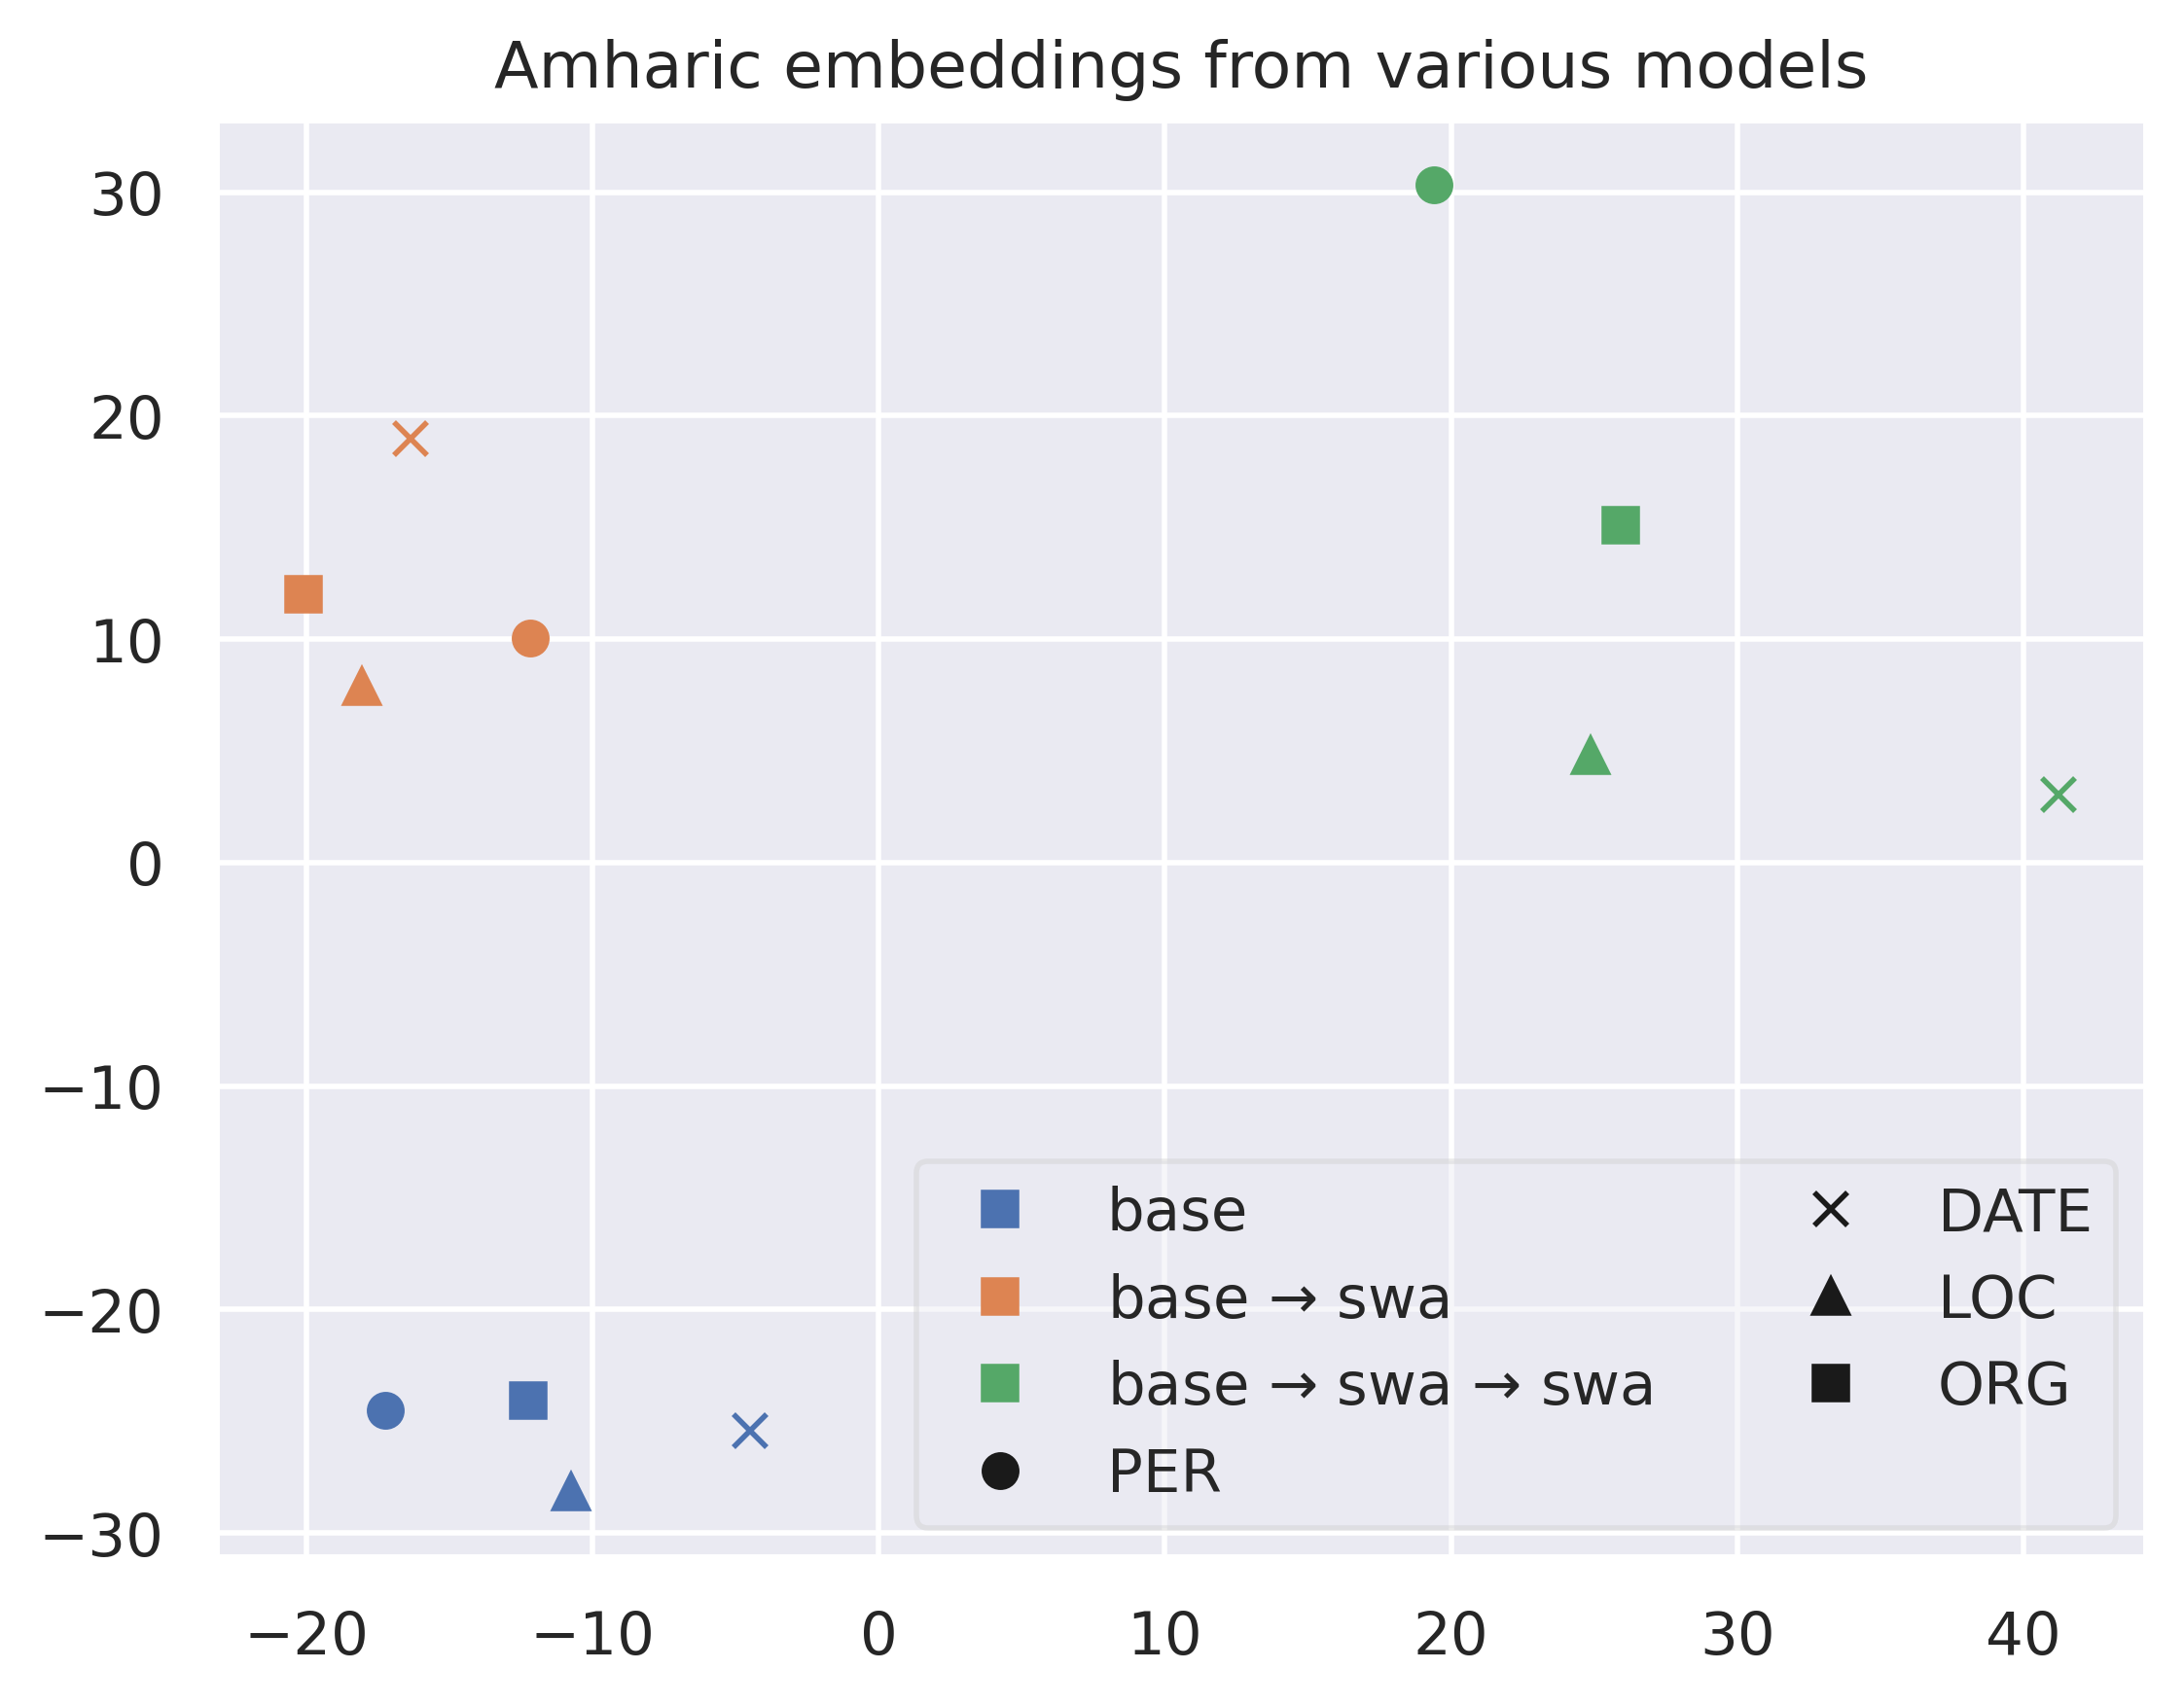 Amharic embeddings from various models
30
20
10
0
−10
−20
−30
−20 −10 0 10 20 30 40
base
base → swa
base → swa → swa
PER
DATE
LOC
ORG